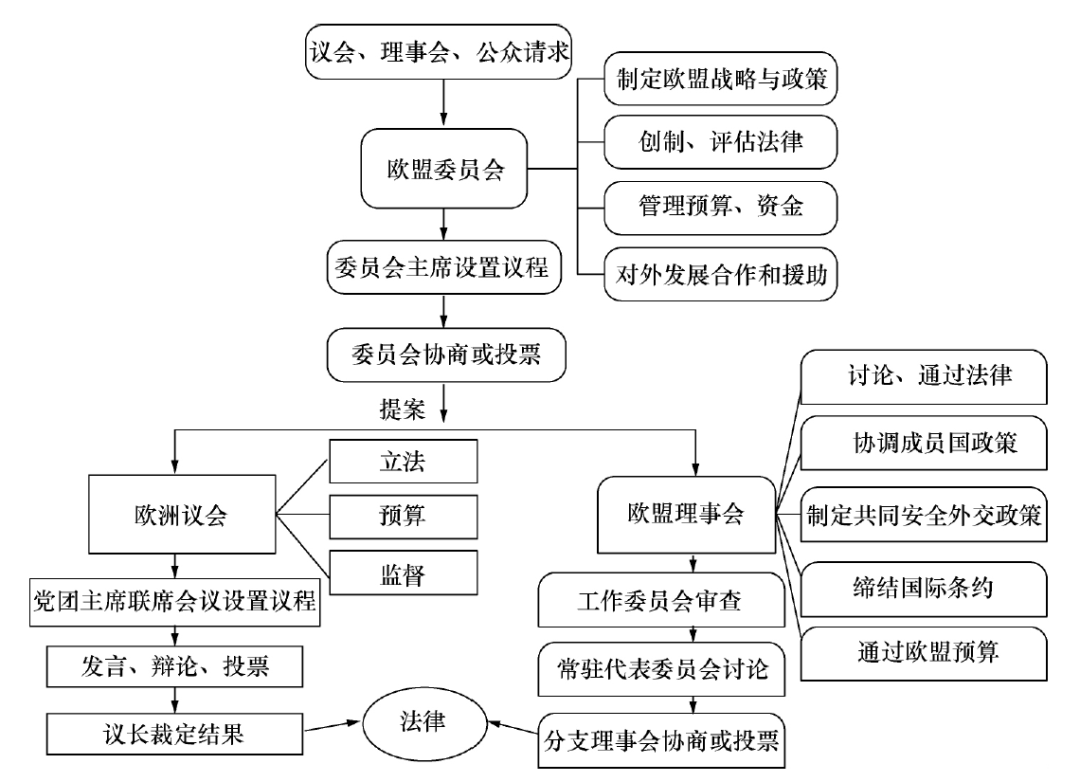 议会、理事会、公众请求
制定欧盟战略与政策
创制、评估法律
欧盟委员会
管理预算、资金
委员会主席设置议程
对外发展合作和援助
委员会协商或投票
提案
讨论、通过法律
协调成员国政策
立法
欧洲议会
预算
欧盟理事会
制定共同安全外交政策
监督
缔结国际条约
党团主席联席会议设置议程
工作委员会审查
通过欧盟预算
发言、辩论、投票
常驻代表委员会讨论
议长裁定结果
法律
分支理事会协商或投票